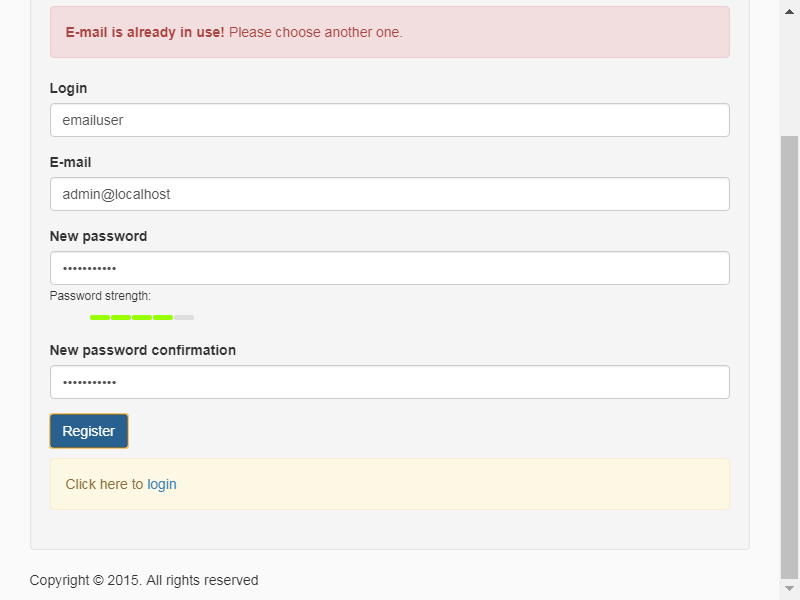 E-mail is already in use! Please choose another one.
Login
emailuser
E-mail
admin@localhost
New password
•••••••••••
Password strength:
New password confirmation
•••••••••••
Register
Click here to login
Copyright © 2015. All rights reserved